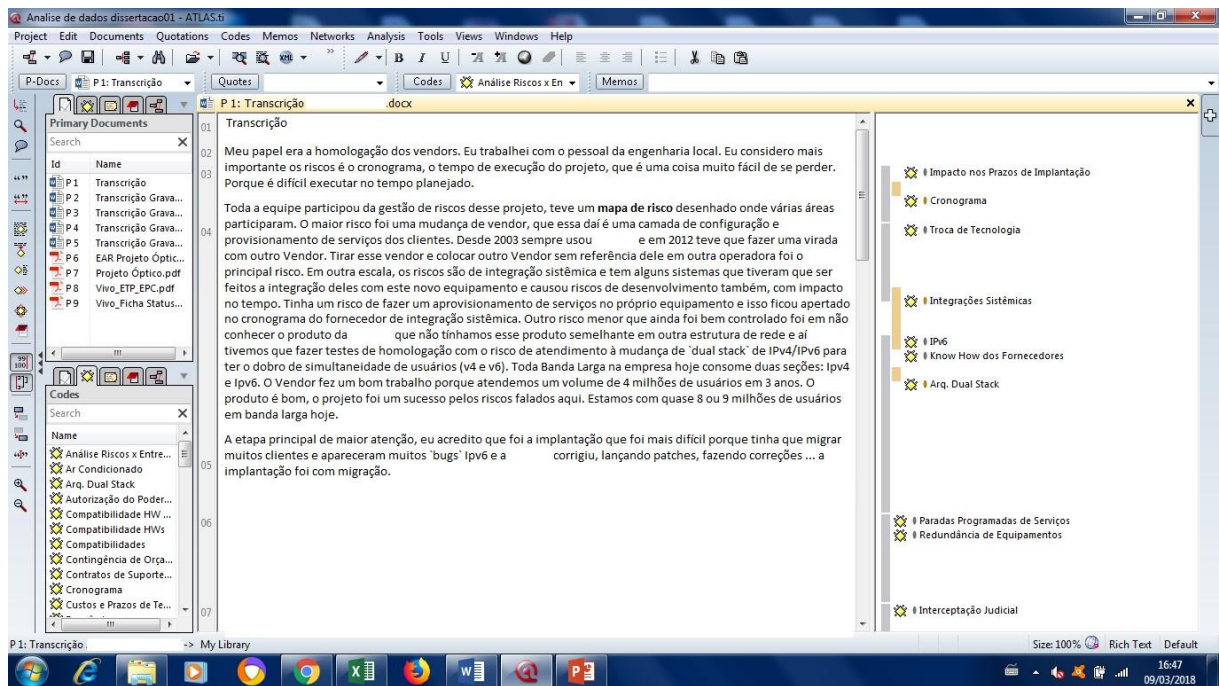 Analise de dados dissertacao01 - ATLAS.ti
Project Edit Documents Quotations Codes Memos Networks Analysis Tools Views Windows Help
B I U
P-Docs P 1: Transcrição Quotes Codes Análise Riscos x En Memos
P 1: Transcrição .docx
Primary Documents
Search
Id Name
P 1 Transcrição
P 2 Transcrição Grava...
P 3 Transcrição Grava...
P 4 Transcrição Grava...
P 5 Transcrição Grava...
P 6 EAR Projeto Óptic...
P 7 Projeto Óptico.pdf
P 8 Vivo_ETP_EPC.pdf
P 9 Vivo_Ficha Status...
Codes
Search
Name
Análise Riscos x Entre...
Ar Condicionado
Arq. Dual Stack
Autorização do Poder...
Compatibilidade HW ...
Compatibilidade HWs
Compatibilidades
Contingência de Orça...
Contratos de Suporte...
Cronograma
Custos e Prazos de Te...
01
02
03
04
05
06
07
Transcrição
Meu papel era a homologação dos vendors. Eu trabalhei com o pessoal da engenharia local. Eu considero mais
importante os riscos é o cronograma, o tempo de execução do projeto, que é uma coisa muito fácil de se perder.
Porque é difícil executar no tempo planejado.
Toda a equipe participou da gestão de riscos desse projeto, teve um mapa de risco desenhado onde várias áreas
participaram. O maior risco foi uma mudança de vendor, que essa daí é uma camada de configuração e
provisionamento de serviços dos clientes. Desde 2003 sempre usou e em 2012 teve que fazer uma virada
com outro Vendor. Tirar esse vendor e colocar outro Vendor sem referência dele em outra operadora foi o
principal risco. Em outra escala, os riscos são de integração sistêmica e tem alguns sistemas que tiveram que ser
feitos a integração deles com este novo equipamento e causou riscos de desenvolvimento também, com impacto
no tempo. Tinha um risco de fazer um aprovisionamento de serviços no próprio equipamento e isso ficou apertado
no cronograma do fornecedor de integração sistêmica. Outro risco menor que ainda foi bem controlado foi em não
conhecer o produto da que não tínhamos esse produto semelhante em outra estrutura de rede e aí
tivemos que fazer testes de homologação com o risco de atendimento à mudança de `dual stack` de IPv4/IPv6 para
ter o dobro de simultaneidade de usuários (v4 e v6). Toda Banda Larga na empresa hoje consome duas seções: Ipv4
e Ipv6. O Vendor fez um bom trabalho porque atendemos um volume de 4 milhões de usuários em 3 anos. O
produto é bom, o projeto foi um sucesso pelos riscos falados aqui. Estamos com quase 8 ou 9 milhões de usuários
em banda larga hoje.
A etapa principal de maior atenção, eu acredito que foi a implantação que foi mais difícil porque tinha que migrar
muitos clientes e apareceram muitos `bugs` Ipv6 e a corrigiu, lançando patches, fazendo correções ... a
implantação foi com migração.
Impacto nos Prazos de Implantação
Cronograma
Troca de Tecnologia
Integrações Sistêmicas
IPv6
Know How dos Fornecedores
Arq. Dual Stack
Paradas Programadas de Serviços
Redundância de Equipamentos
Interceptação Judicial
P 1: Transcrição -> My Library Size: 100% Rich Text Default
16:47
09/03/2018